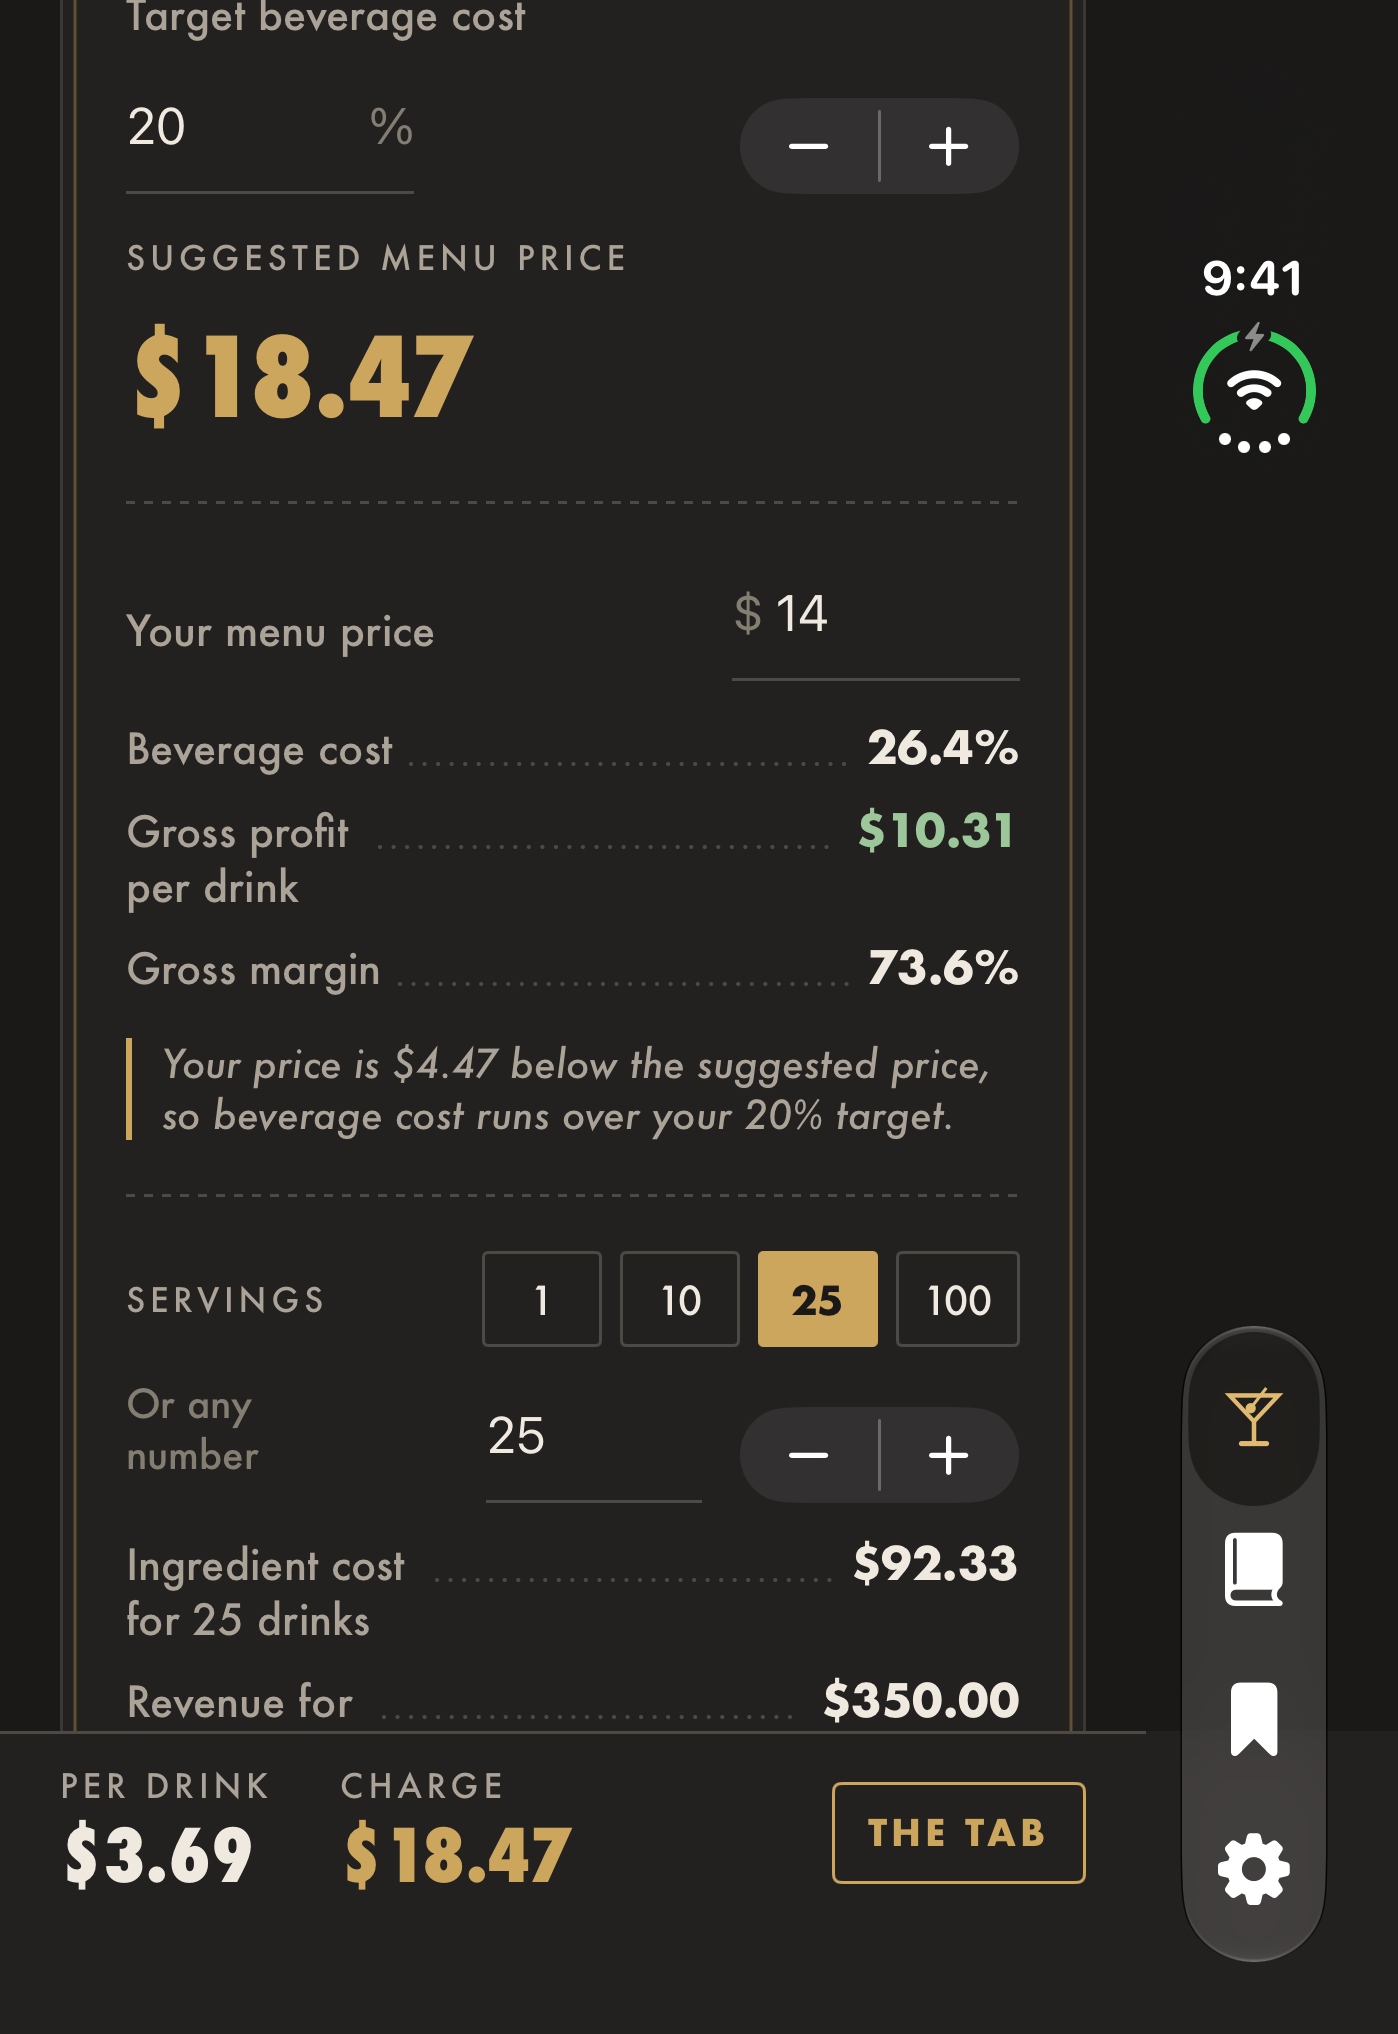 Target beverage cost
20 %
SUGGESTED MENU PRICE
$18.47
9:41
Your menu price
$ 14
Beverage cost 26.4%
Gross profit $10.31
per drink
Gross margin 73.6%
Your price is $4.47 below the suggested price,
so beverage cost runs over your 20% target.
SERVINGS 1 10 25 100
Or any
number
25
Ingredient cost $92.33
for 25 drinks
Revenue for $350.00
PER DRINK CHARGE
$3.69 $18.47
THE TAB